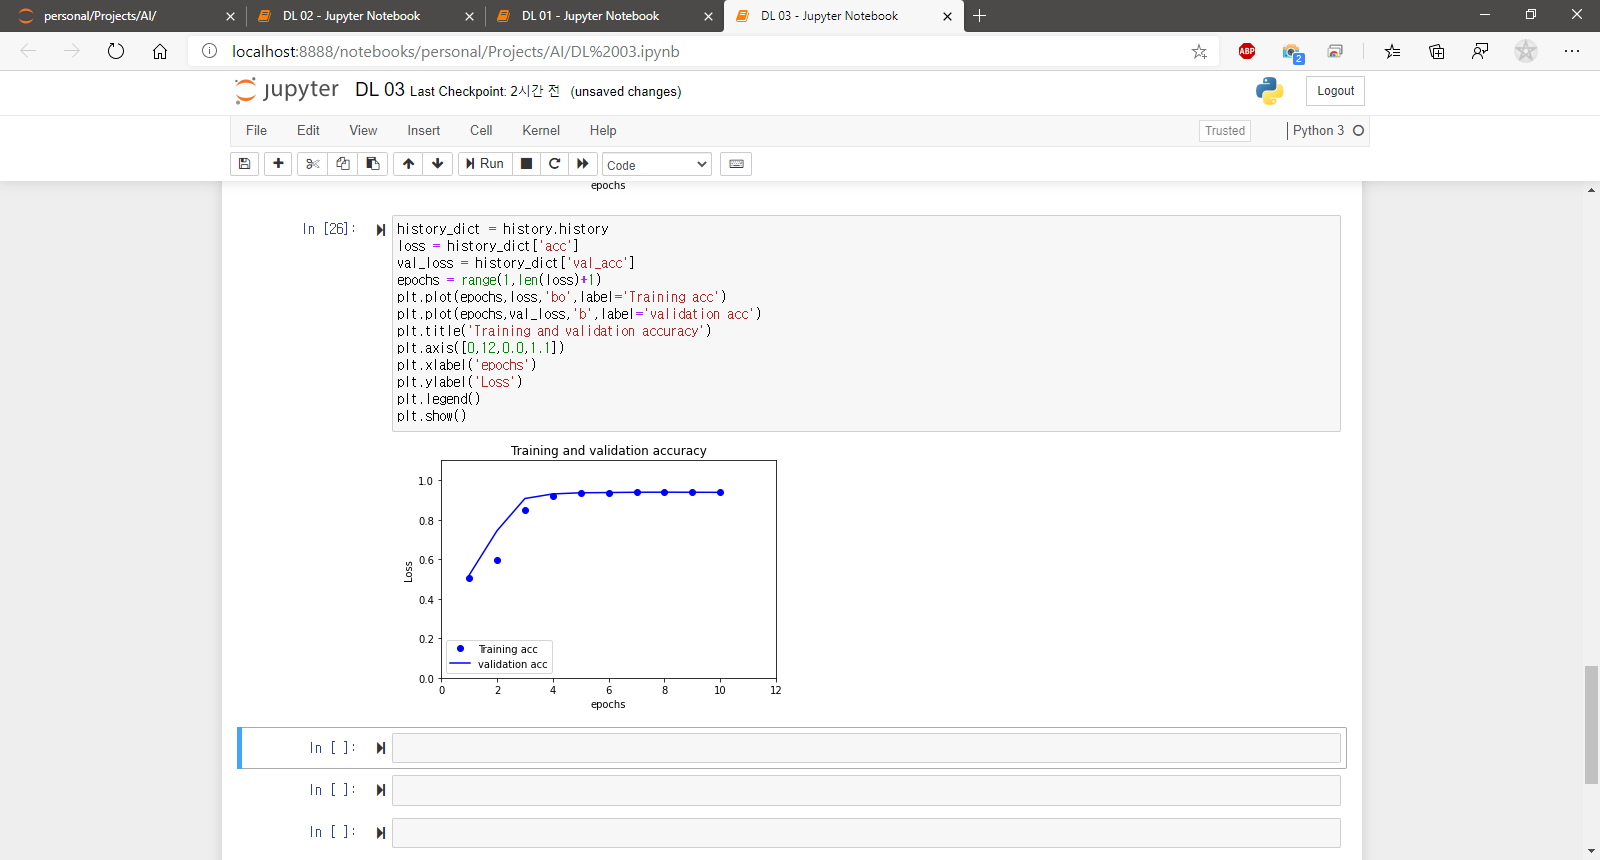 personal/Projects/AI/
DL 02 - Jupyter Notebook
DL 01 - Jupyter Notebook
DL 03 - Jupyter Notebook
localhost:8888/notebooks/personal/Projects/AI/DL%2003.ipynb
ABP
2
jupyter DL 03 Last Checkpoint: 2시간 전 (unsaved changes)
Logout
File Edit View Insert Cell Kernel Help
Trusted
Python 3
Run
Code
epochs
In [26]:
history_dict = history.history
loss = history_dict['acc']
val_loss = history_dict['val_acc']
epochs = range(1,len(loss)+1)
plt.plot(epochs,loss,'bo',label='Training acc')
plt.plot(epochs,val_loss,'b',label='validation acc')
plt.title('Training and validation accuracy')
plt.axis([0,12,0.0,1.1])
plt.xlabel('epochs')
plt.ylabel('Loss')
plt.legend()
plt.show()
Training and validation accuracy
1.0
0.8
0.6
0.4
0.2
0.0
Loss
Training acc
validation acc
0 2 4 6 8 10 12
epochs
In [ ]:
In [ ]:
In [ ]: